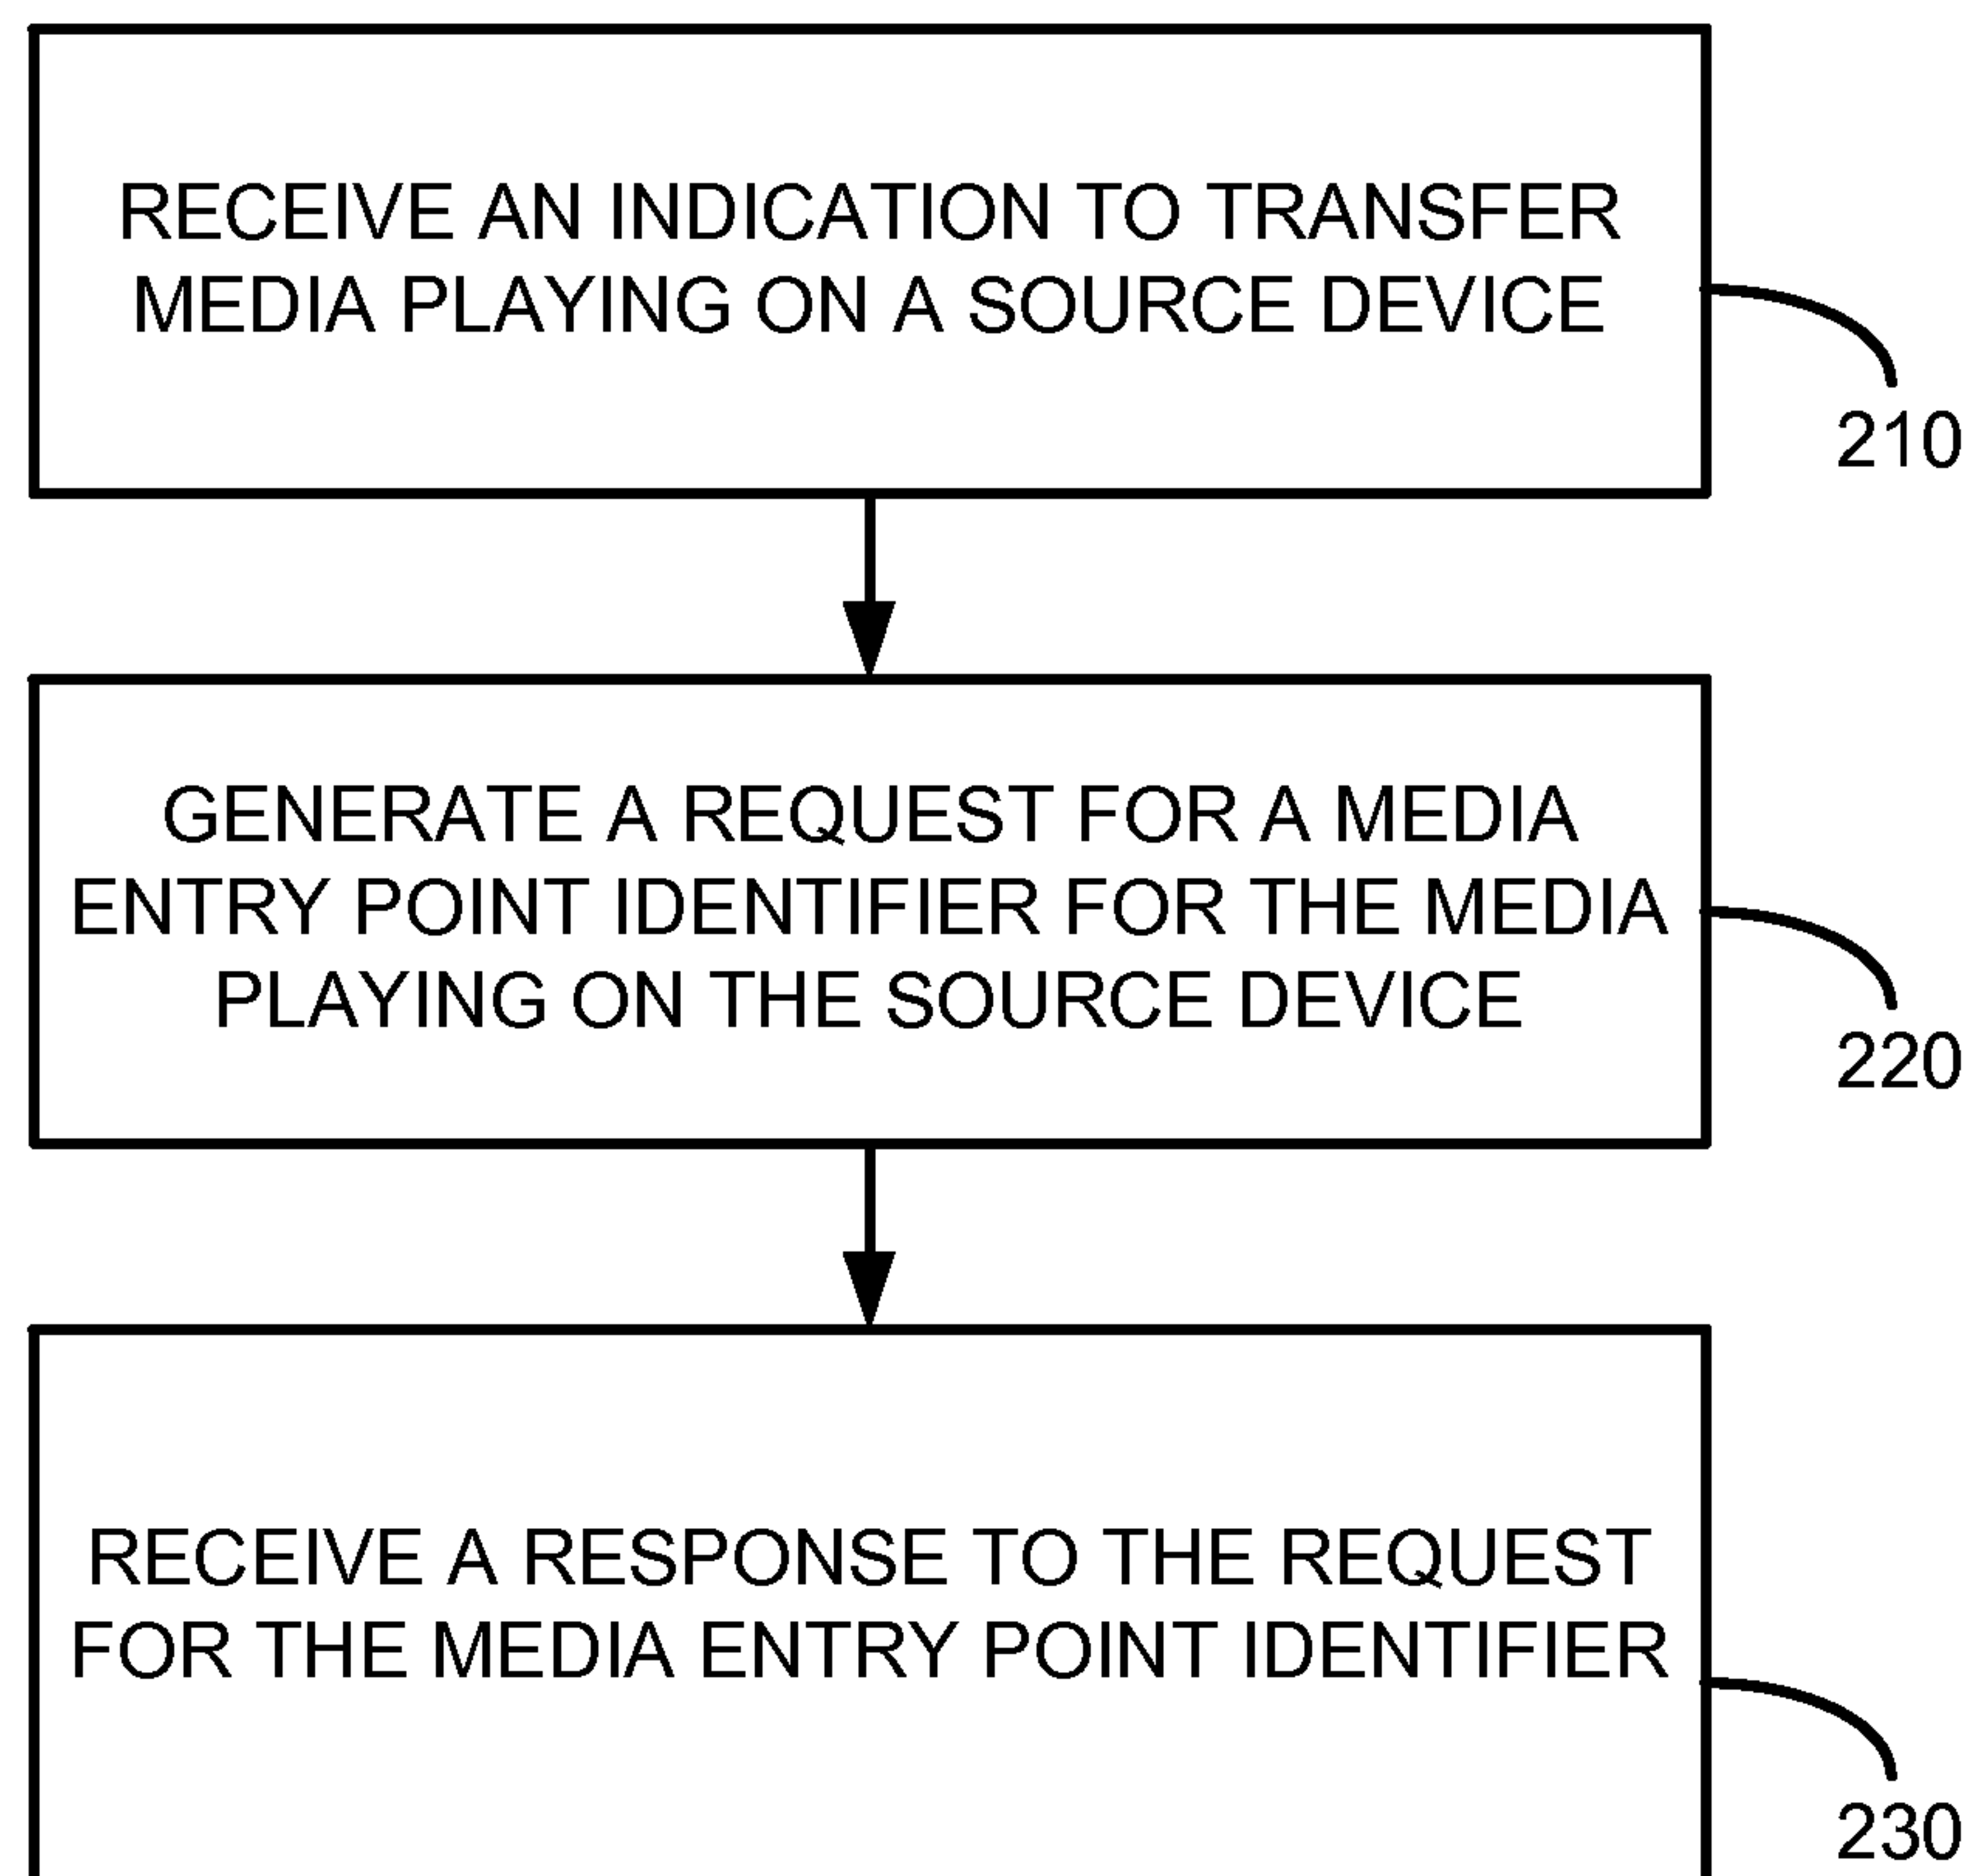 RECEIVE AN INDICATION TO TRANSFER
MEDIA PLAYING ON A SOURCE DEVICE
210
GENERATE A REQUEST FOR A MEDIA
ENTRY POINT IDENTIFIER FOR THE MEDIA
PLAYING ON THE SOURCE DEVICE
220
RECEIVE A RESPONSE TO THE REQUEST
FOR THE MEDIA ENTRY POINT IDENTIFIER
230